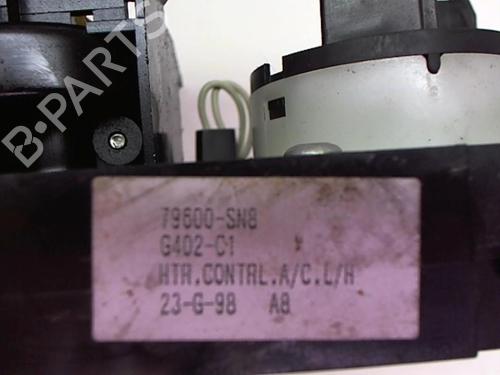 B-PARTS
79600-SN8
G402-C1
HTR.CONTRL.A/C.L/H
23-G-98 A8